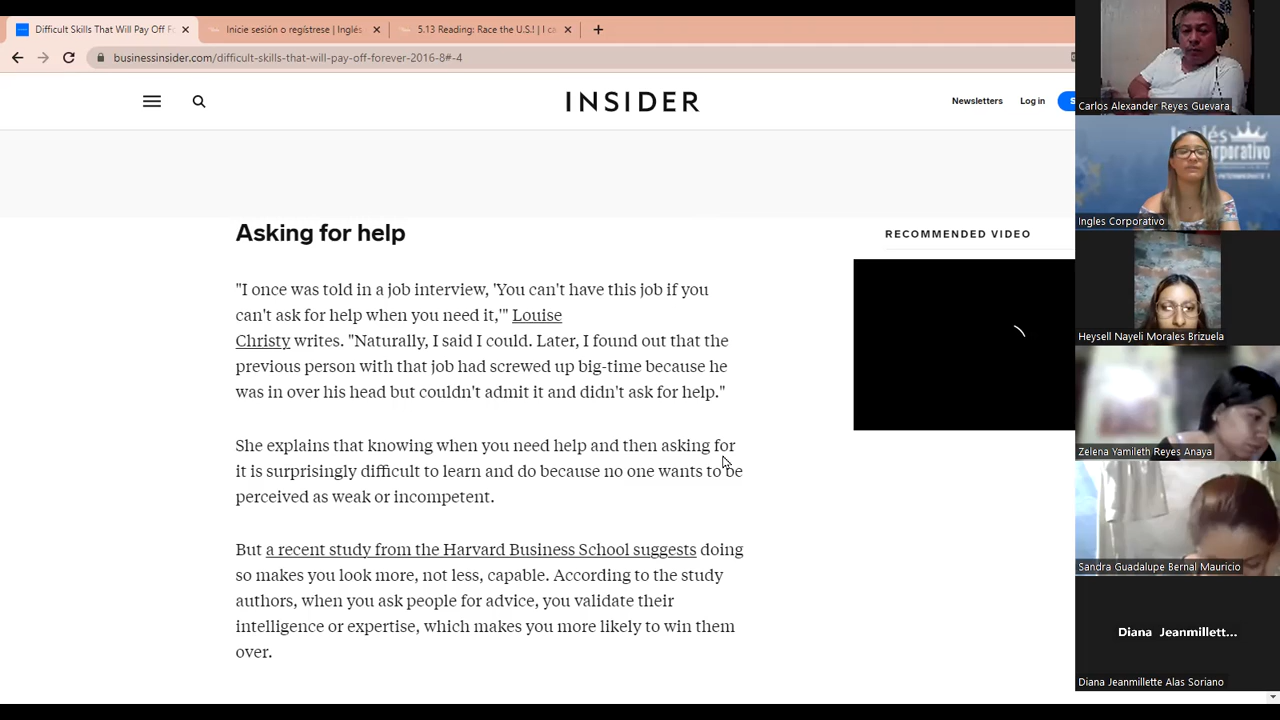 Difficult Skills That Will Pay Off F
Inicie sesión o regístrese | Inglés
5.13 Reading: Race the U.S.! | I ca
businessinsider.com/difficult-skills-that-will-pay-off-forever-2016-8#-4
INSIDER
Newsletters
Log in
S
Asking for help
RECOMMENDED VIDEO
"I once was told in a job interview, 'You can't have this job if you
can't ask for help when you need it,'" Louise
Christy writes. "Naturally, I said I could. Later, I found out that the
previous person with that job had screwed up big-time because he
was in over his head but couldn't admit it and didn't ask for help."
She explains that knowing when you need help and then asking for
it is surprisingly difficult to learn and do because no one wants to be
perceived as weak or incompetent.
But a recent study from the Harvard Business School suggests doing
so makes you look more, not less, capable. According to the study
authors, when you ask people for advice, you validate their
intelligence or expertise, which makes you more likely to win them
over.
Carlos Alexander Reyes Guevara
Inglés
orporativo
Ingles Corporativo
Heysell Nayeli Morales Brizuela
Zelena Yamileth Reyes Anaya
Sandra Guadalupe Bernal Mauricio
Diana Jeanmillett...
Diana Jeanmillette Alas Soriano